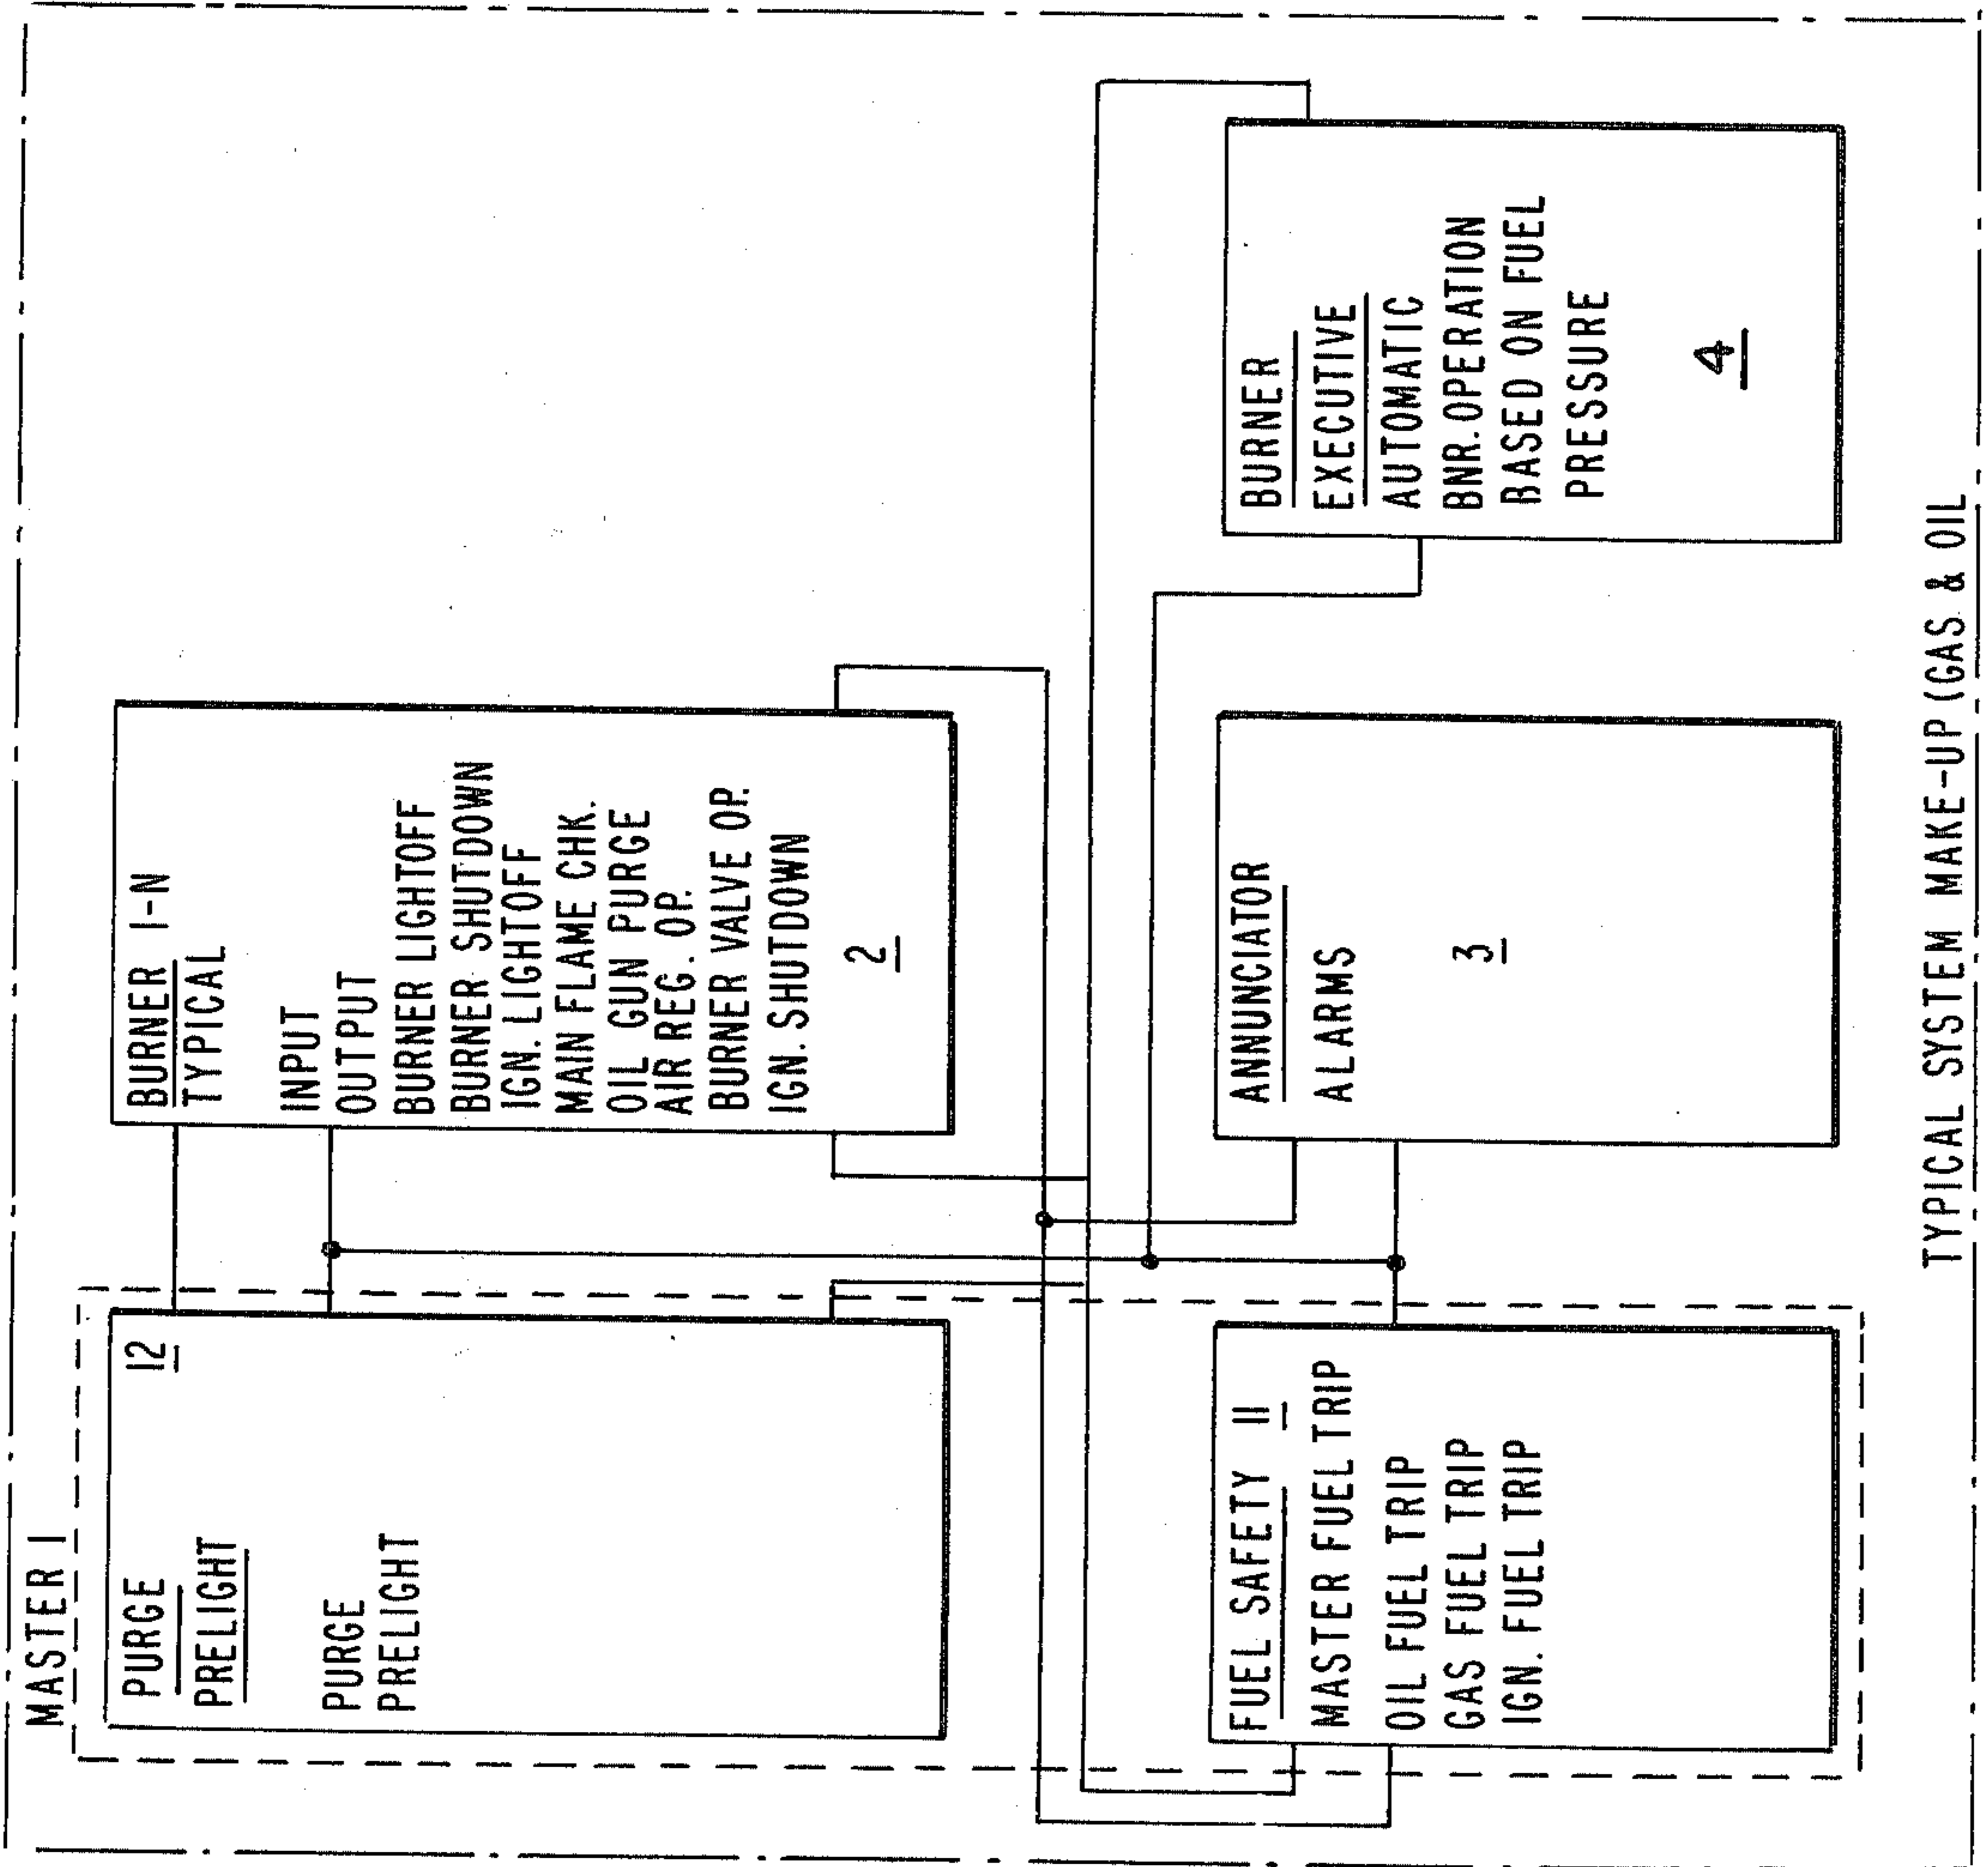 MASTER 1
PURGE 12
PRELIGHT
PURGE
PRELIGHT
BURNER 1-N
TYPICAL
INPUT
OUTPUT
BURNER LIGHTOFF
BURNER SHUTDOWN
IGN. LIGHTOFF
MAIN FLAME CHK.
OIL GUN PURGE
AIR REG. OP.
BURNER VALVE OP.
IGN. SHUTDOWN
2
FUEL SAFETY 11
MASTER FUEL TRIP
OIL FUEL TRIP
GAS FUEL TRIP
IGN. FUEL TRIP
ANNUNCIATOR
ALARMS
3
BURNER
EXECUTIVE
AUTOMATIC
BNR. OPERATION
BASED ON FUEL
PRESSURE
4
TYPICAL SYSTEM MAKE-UP (GAS & OIL